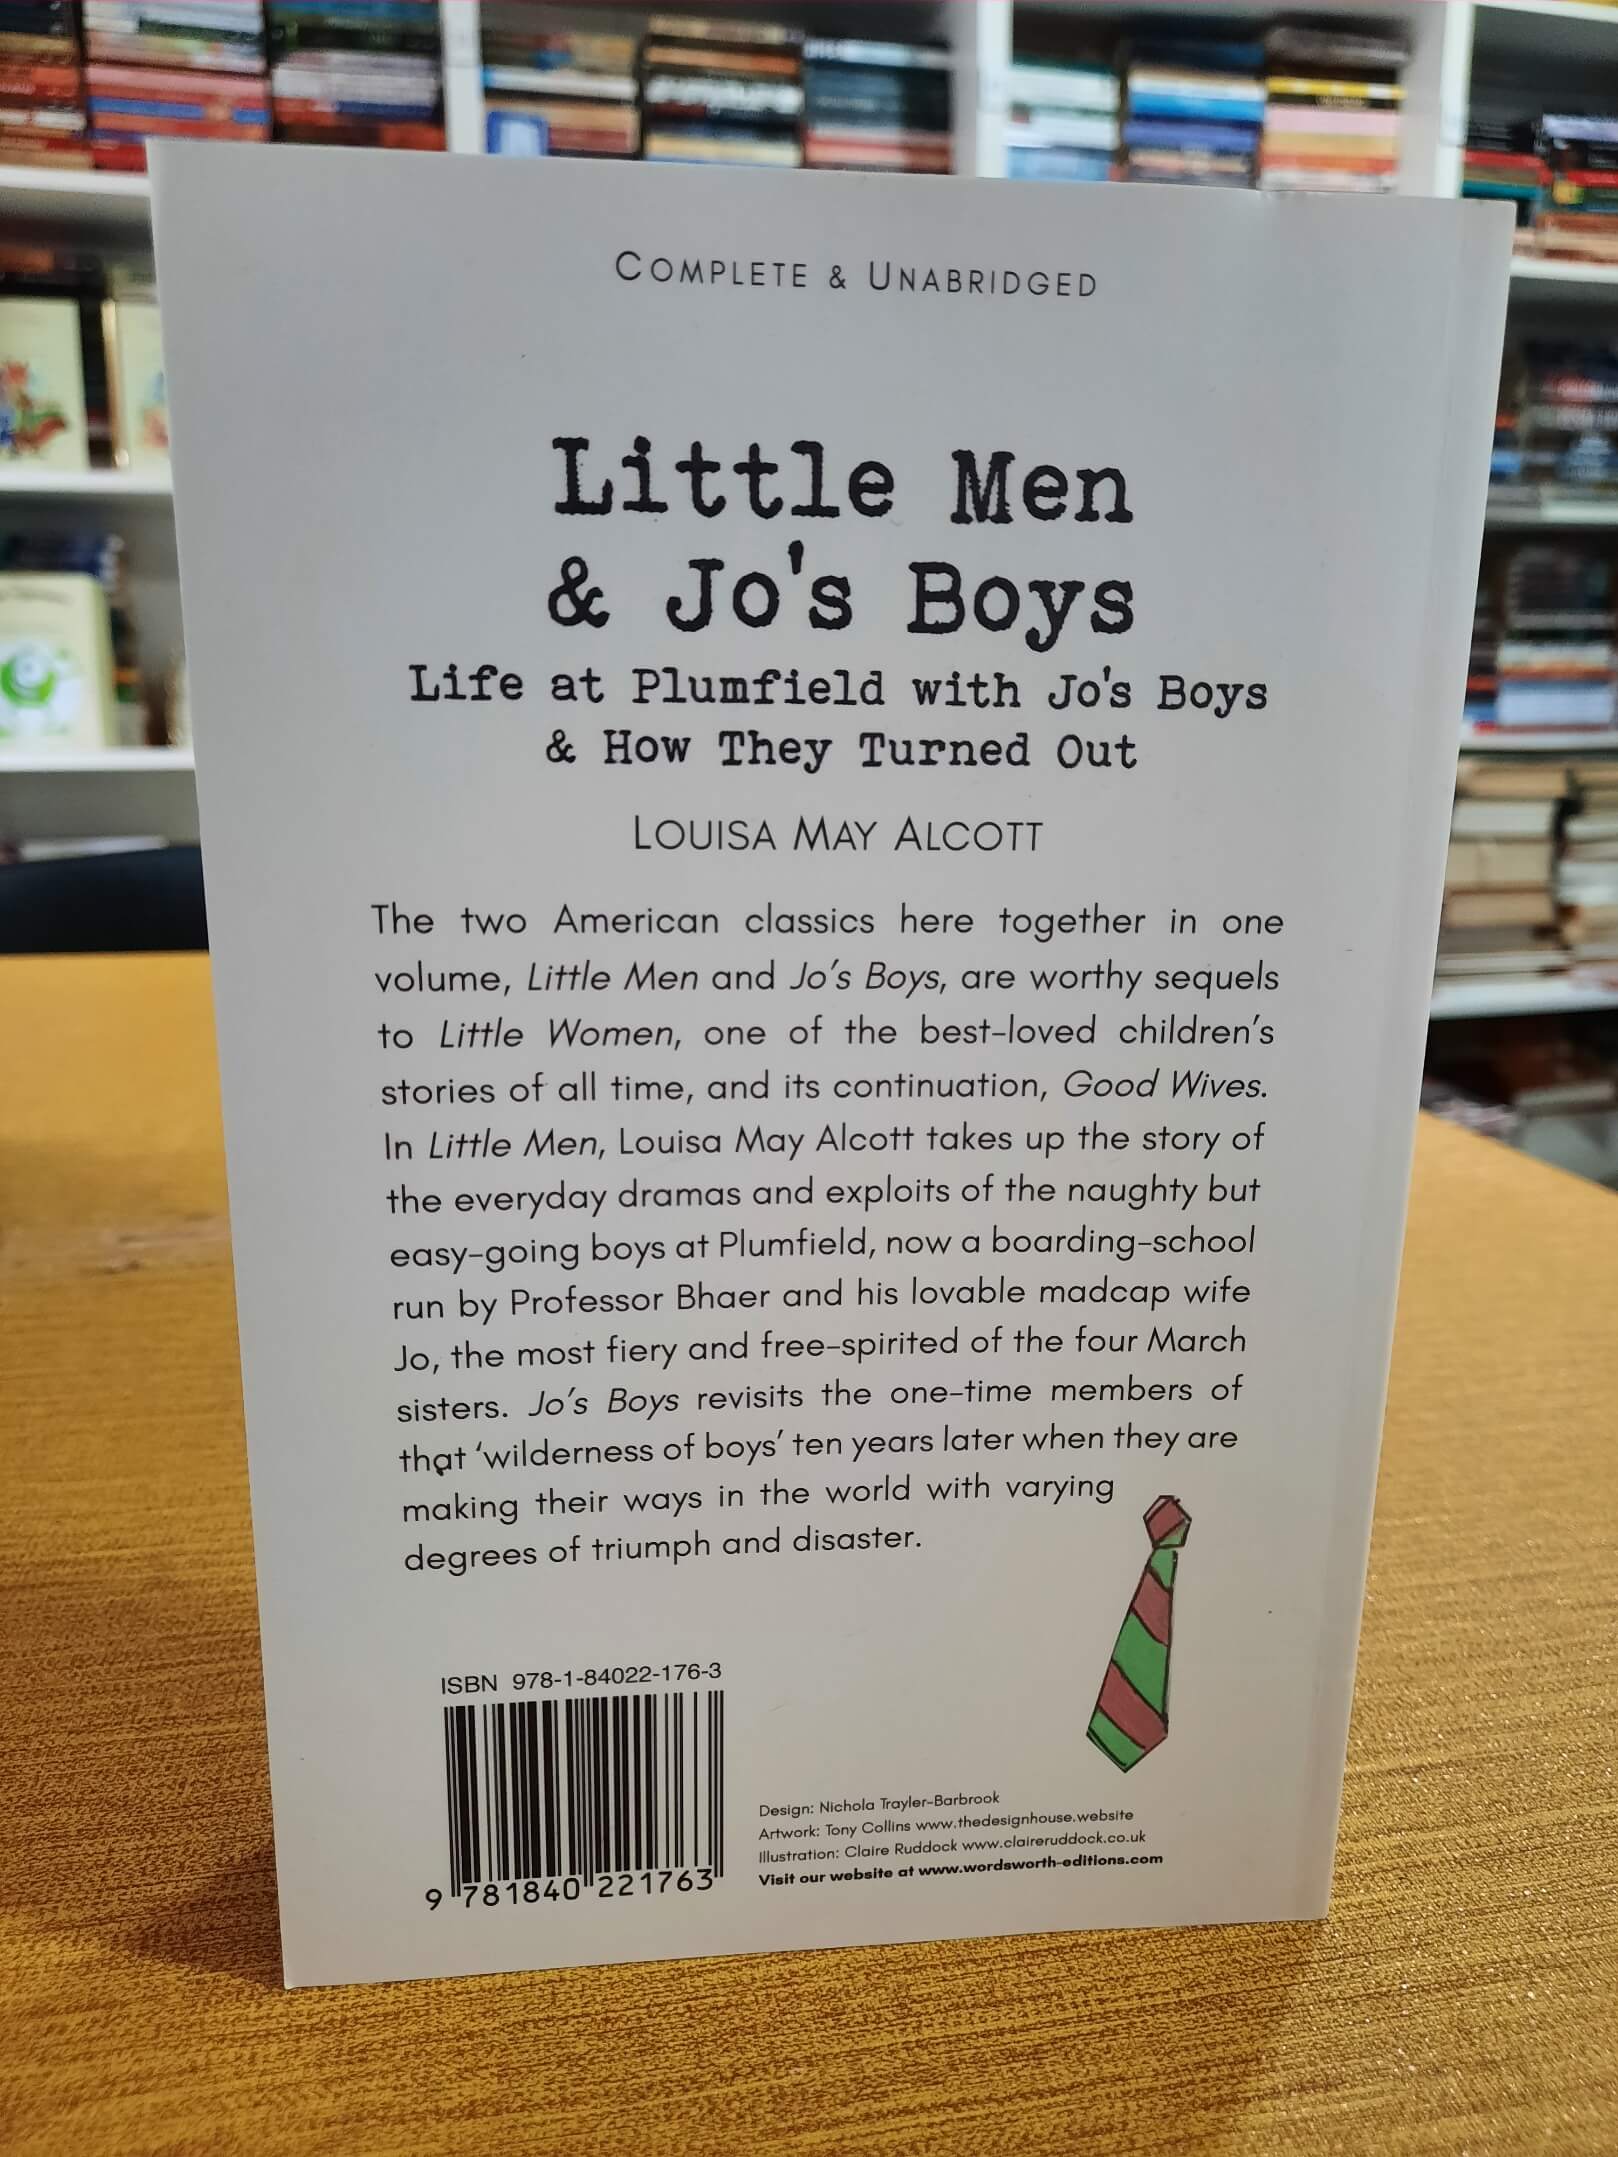 COMPLETE & UNABRIDGED
Little Men
& Jo's Boys
Life at Plumfield with Jo's Boys
& How They Turned Out
LOUISA MAY ALCOTT
The two American classics here together in one
volume, Little Men and Jo's Boys, are worthy sequels
to Little Women, one of the best-loved children's
stories of all time, and its continuation, Good Wives.
In Little Men, Louisa May Alcott takes up the story of
the everyday dramas and exploits of the naughty but
easy-going boys at Plumfield, now a boarding-school
run by Professor Bhaer and his lovable madcap wife
Jo, the most fiery and free-spirited of the four March
sisters. Jo's Boys revisits the one-time members of
that 'wilderness of boys' ten years later when they are
making their ways in the world with varying
degrees of triumph and disaster.
ISBN 978-1-84022-176-3
9 781840 221763
Design: Nichola Trayler-Barbrook
Artwork: Tony Collins www.thedesignhouse.website
Illustration: Claire Ruddock www.claireruddock.co.uk
Visit our website at www.wordsworth-editions.com